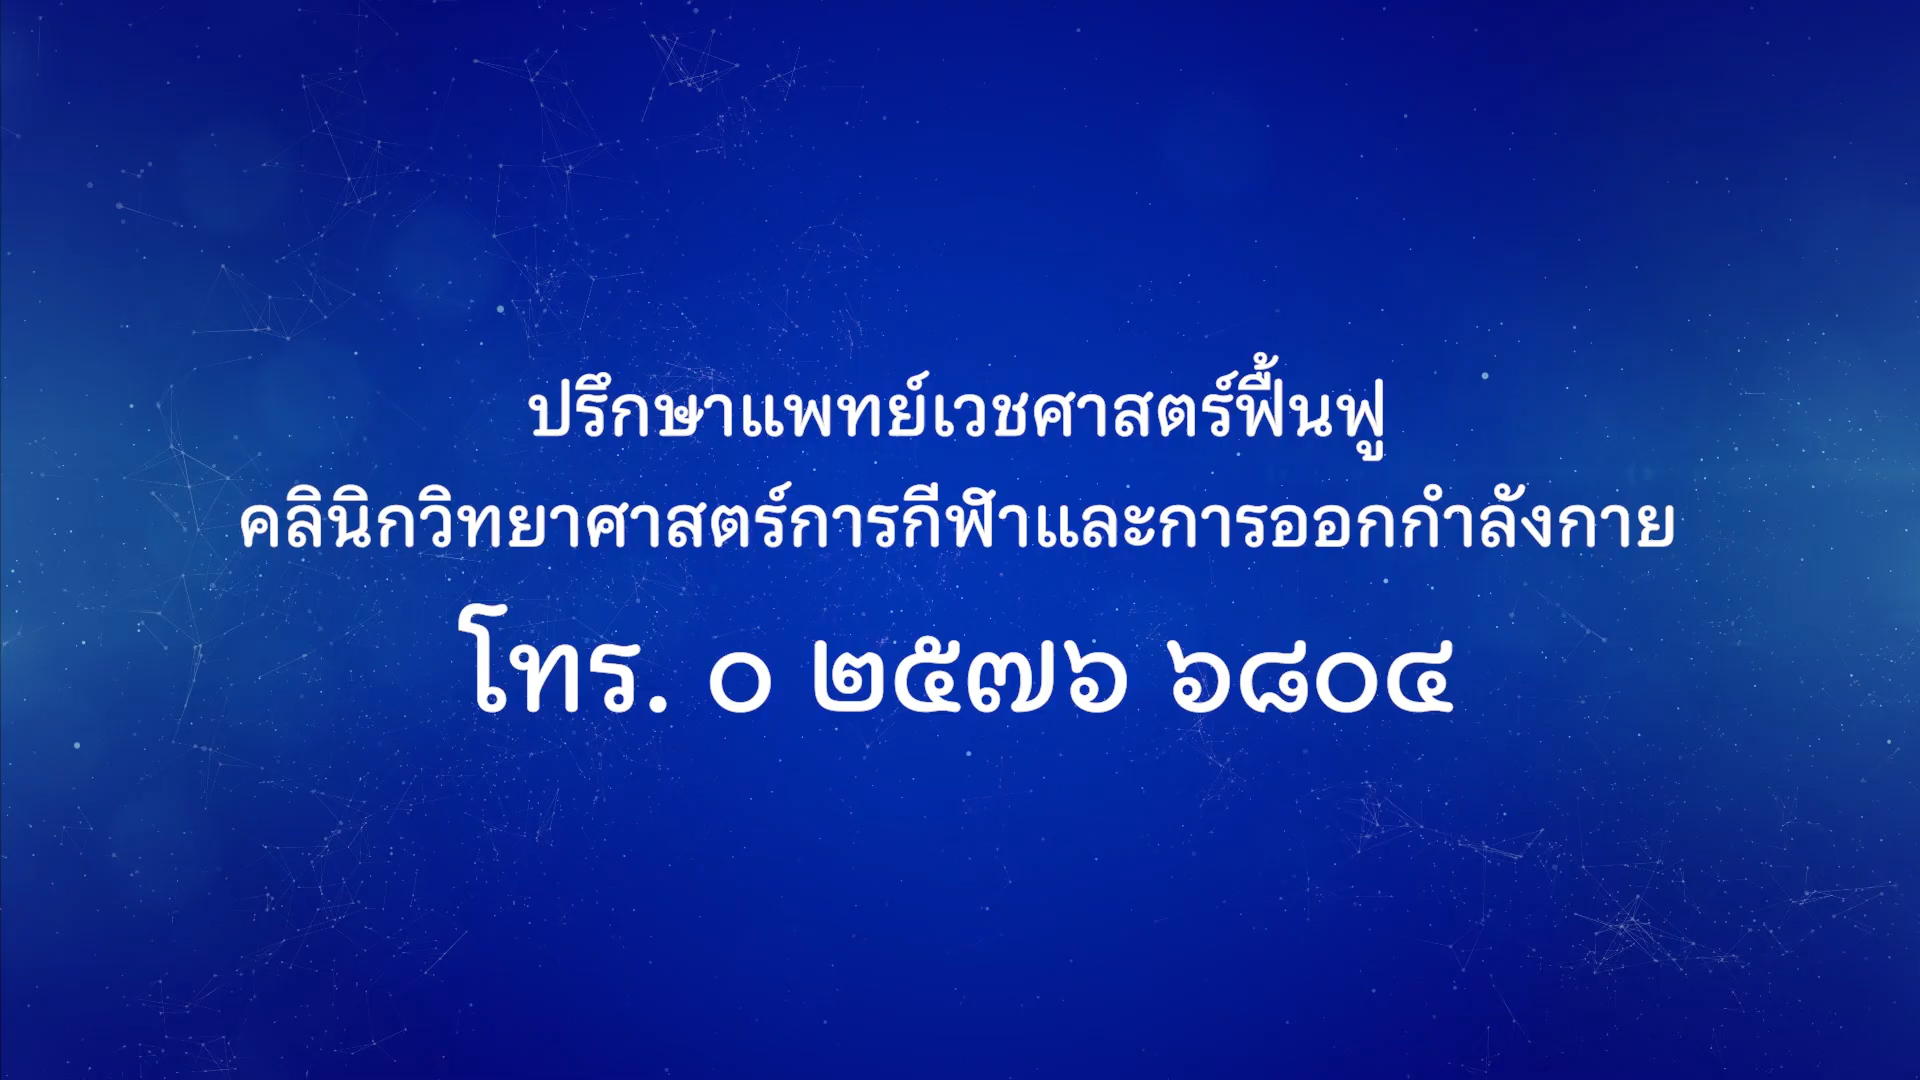 ปรึกษาแพทย์เวชศาสตร์ฟื้นฟู
คลินิกวิทยาศาสตร์การกีฬาและการออกกำลังกาย
โทร. ๐ ๒๕๗๖ ๖๘๐๔